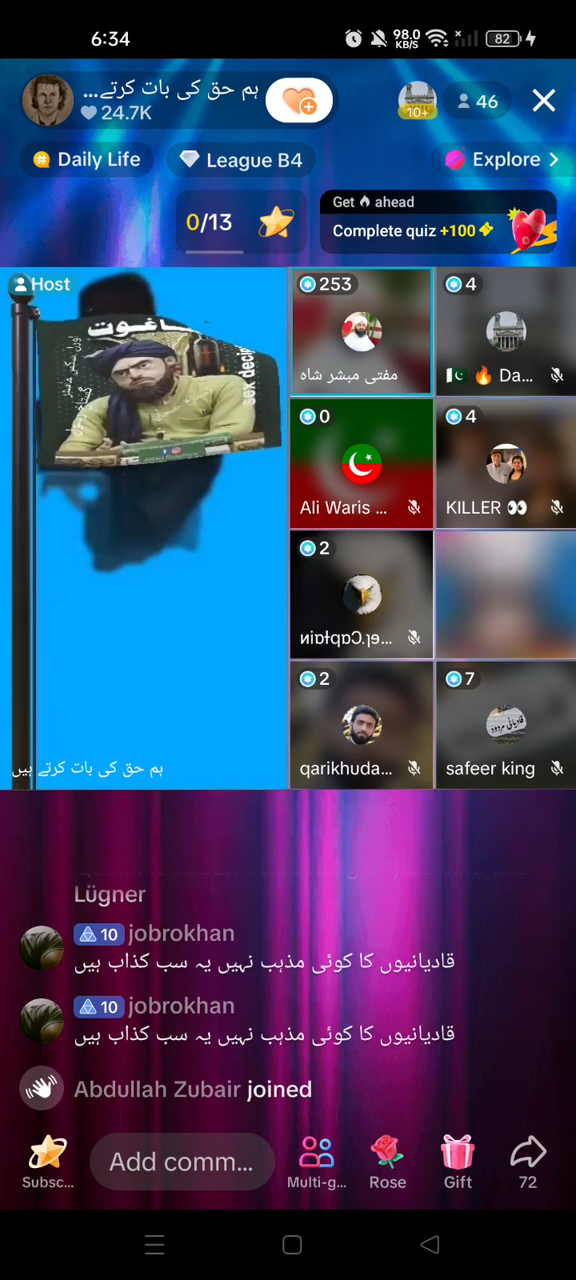 6:34
98.0
KB/S
82
ہم حق کی بات کرتے...
24.7K
10+
46
Daily Life
League B4
Explore
0/13
Get ahead
Complete quiz +100
Host
253
مفتی مبشر شاہ
4
Da...
0
Ali Waris ...
4
KILLER
2
2
qarikhuda...
7
safeer king
ہم حق کی بات کرتے ہیں
Lügner
10 jobrokhan
قادیانیوں کا کوئی مذہب نہیں یہ سب کذاب ہیں
10 jobrokhan
قادیانیوں کا کوئی مذہب نہیں یہ سب کذاب ہیں
Abdullah Zubair joined
Add comm...
Subsc...
Multi-g...
Rose
Gift
72